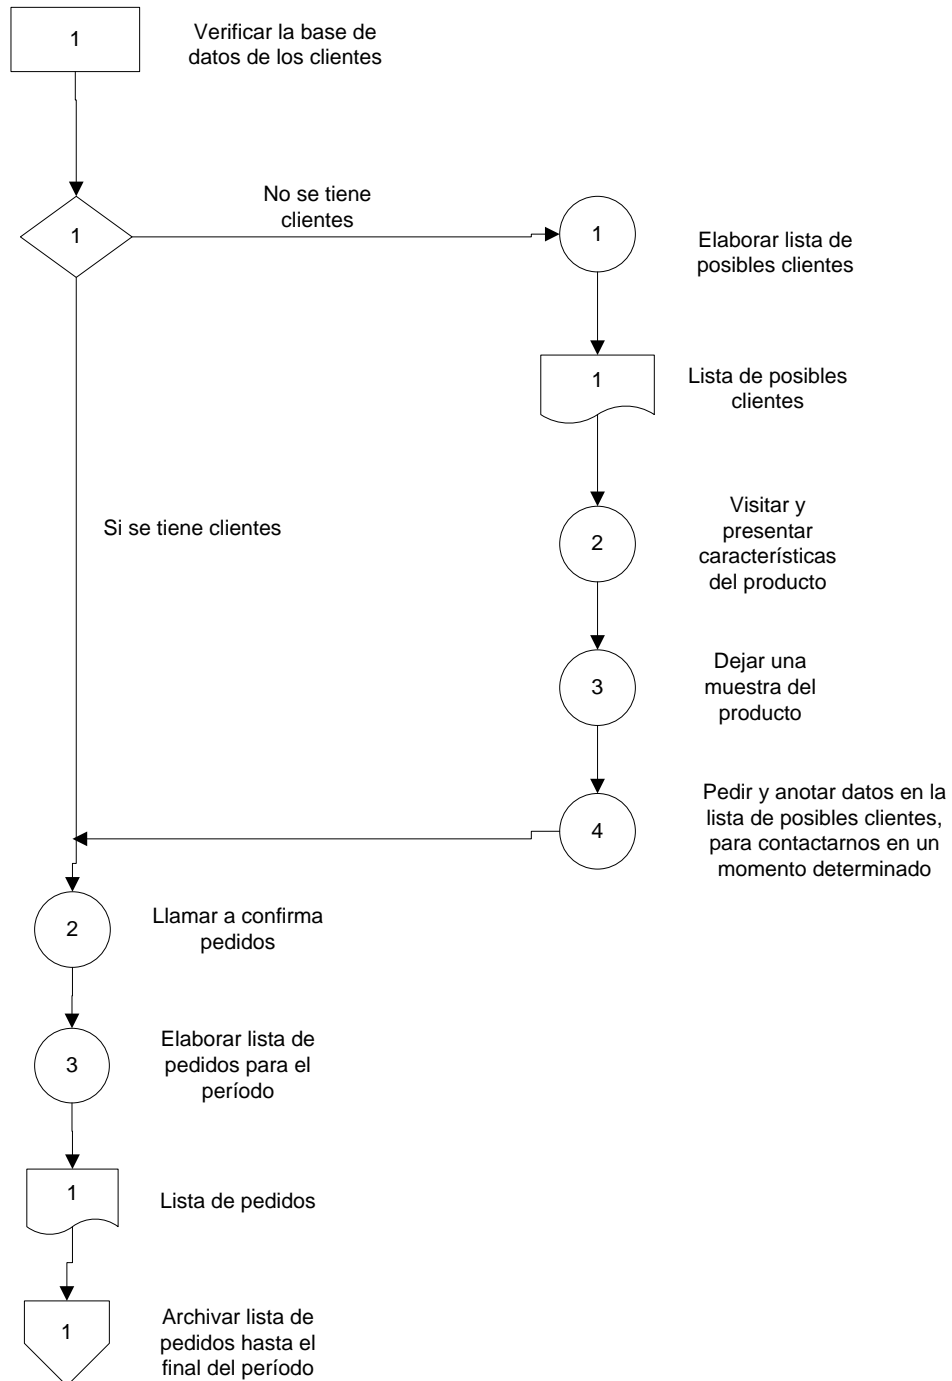 1
Verificar la base de
datos de los clientes
No se tiene
clientes
1
1
Elaborar lista de
posibles clientes
1
Lista de posibles
clientes
Si se tiene clientes
2
Visitar y
presentar
característícas
del producto
3
Dejar una
muestra del
producto
4
Pedir y anotar datos en la
lista de posibles clientes,
para contactarnos en un
momento determinado
2
Llamar a confirma
pedidos
3
Elaborar lista de
pedidos para el
período
1
Lista de pedidos
1
Archivar lista de
pedidos hasta el
final del período